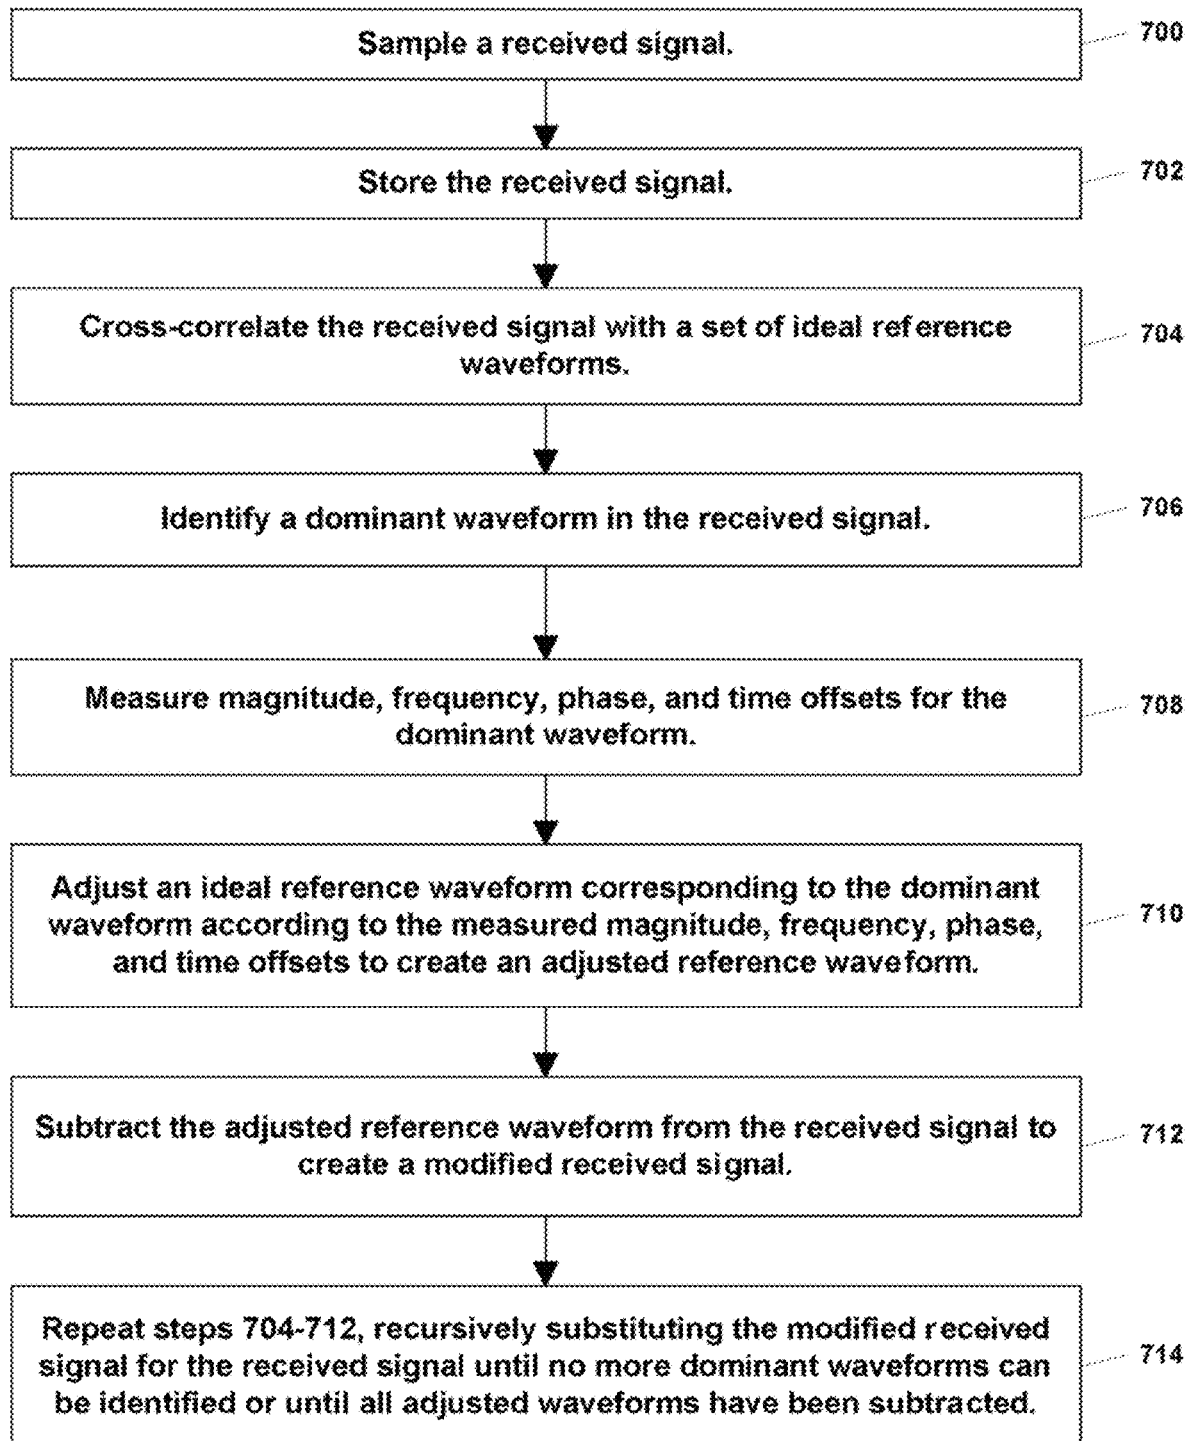 Sample a received signal.
700
Store the received signal.
702
Cross-correlate the received signal with a set of ideal reference
waveforms.
704
Identify a dominant waveform in the received signal.
706
Measure magnitude, frequency, phase, and time offsets for the
dominant waveform.
708
Adjust an ideal reference waveform corresponding to the dominant
waveform according to the measured magnitude, frequency, phase,
and time offsets to create an adjusted reference waveform.
710
Subtract the adjusted reference waveform from the received signal to
create a modified received signal.
712
Repeat steps 704-712, recursively substituting the modified received
signal for the received signal until no more dominant waveforms can
be identified or until all adjusted waveforms have been subtracted.
714